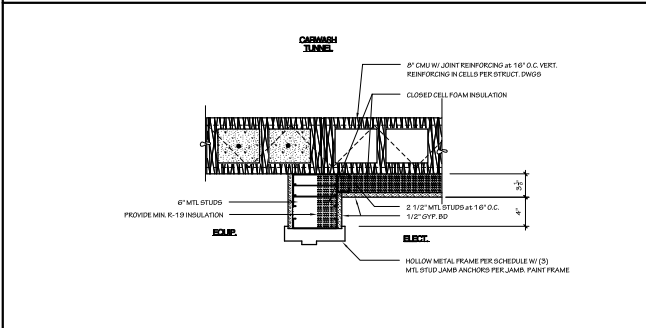 CARWASH
TUNNEL
8" CMU W/ JOINT REINFORCING at 16" O.C. VERT.
REINFORCING IN CELLS PER STRUCT. DWGS
CLOSED CELL FOAM INSULATION
6" MTL STUDS
PROVIDE MIN. R-19 INSULATION
EQUIP.
2 1/2" MTL STUDS at 16" O.C.
1/2" GYP. BD
ELECT.
4"
HOLLOW METAL FRAME PER SCHEDULE W/ (3)
MTL STUD JAMB ANCHORS PER JAMB. PAINT FRAME